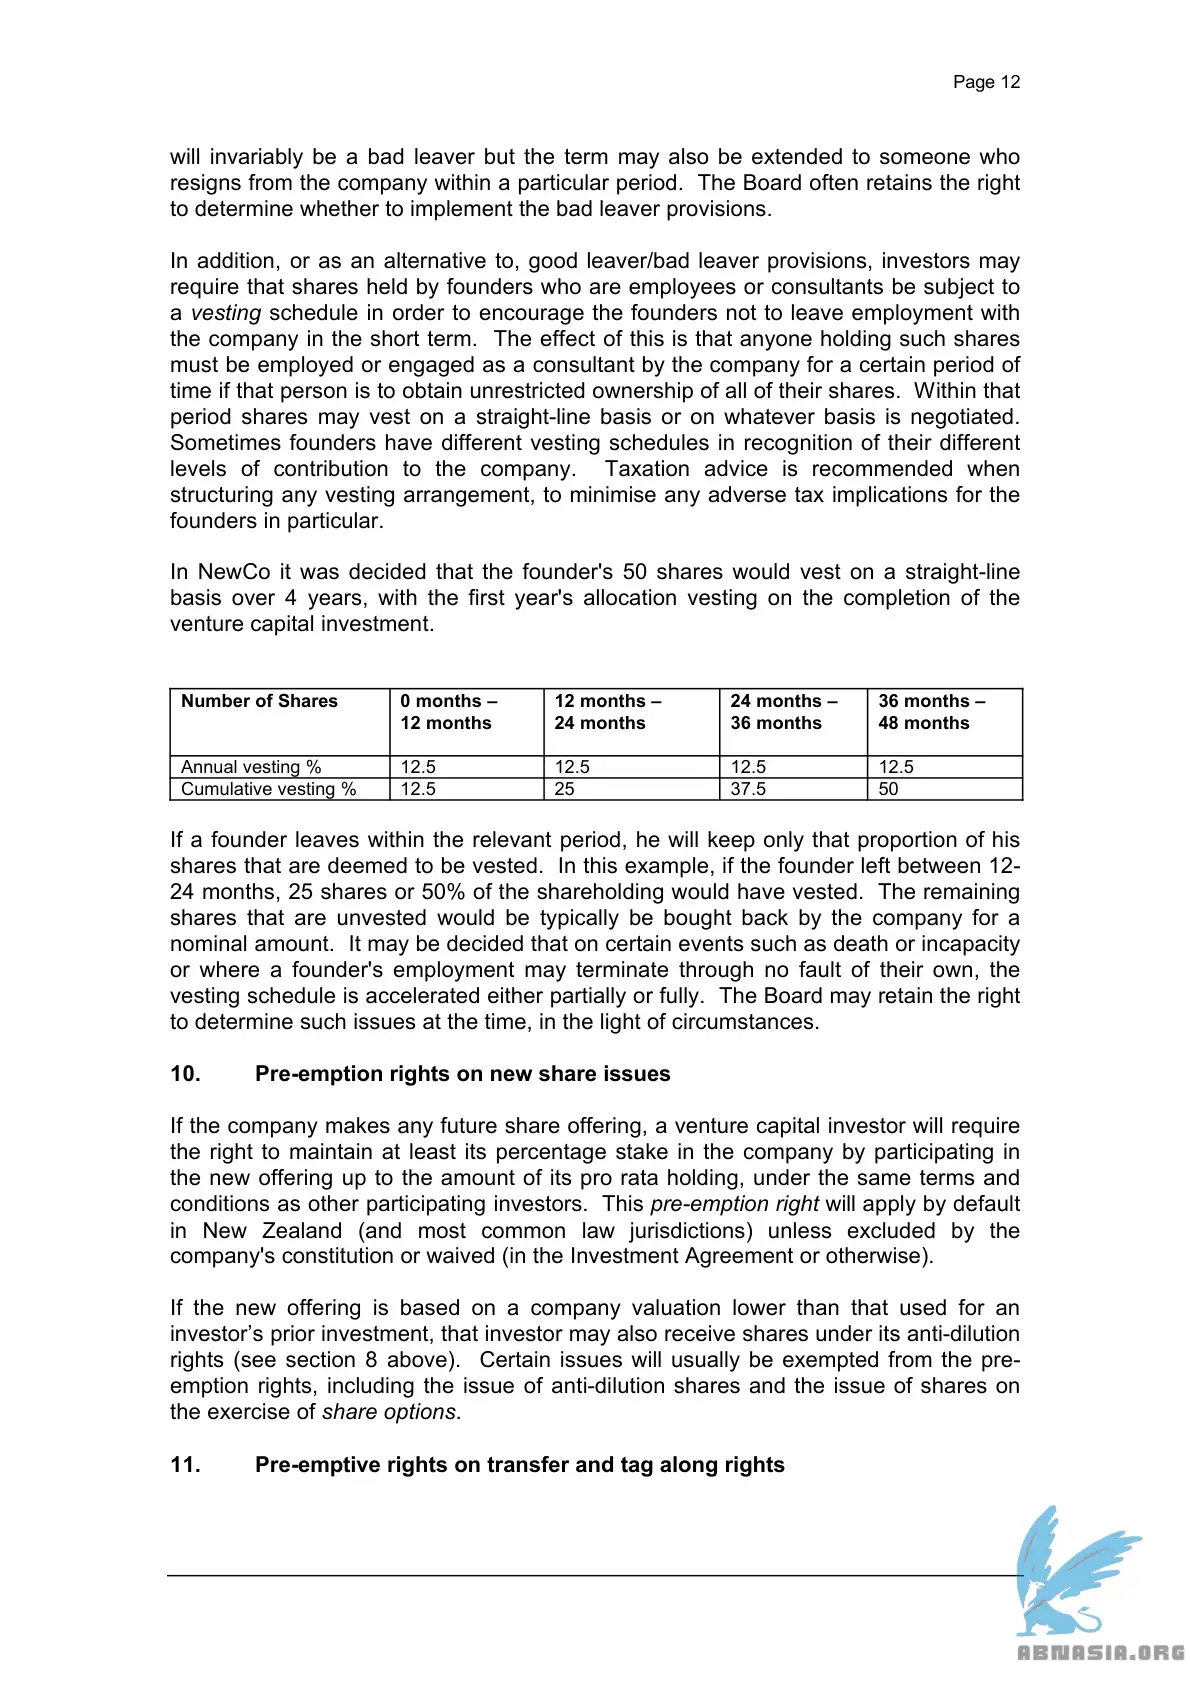 Page 12
will invariably be a bad leaver but the term may also be extended to someone who
resigns from the company within a particular period. The Board often retains the right
to determine whether to implement the bad leaver provisions.
In addition, or as an alternative to, good leaver/bad leaver provisions, investors may
require that shares held by founders who are employees or consultants be subject to
a vesting schedule in order to encourage the founders not to leave employment with
the company in the short term. The effect of this is that anyone holding such shares
must be employed or engaged as a consultant by the company for a certain period of
time if that person is to obtain unrestricted ownership of all of their shares. Within that
period shares may vest on a straight-line basis or on whatever basis is negotiated.
Sometimes founders have different vesting schedules in recognition of their different
levels of contribution to the company. Taxation advice is recommended when
structuring any vesting arrangement, to minimise any adverse tax implications for the
founders in particular.
In NewCo it was decided that the founder's 50 shares would vest on a straight-line
basis over 4 years, with the first year's allocation vesting on the completion of the
venture capital investment.
Number of Shares 0 months – 12 months – 24 months – 36 months –
12 months 24 months 36 months 48 months
Annual vesting % 12.5 12.5 12.5 12.5
Cumulative vesting % 12.5 25 37.5 50
If a founder leaves within the relevant period, he will keep only that proportion of his
shares that are deemed to be vested. In this example, if the founder left between 12-
24 months, 25 shares or 50% of the shareholding would have vested. The remaining
shares that are unvested would be typically be bought back by the company for a
nominal amount. It may be decided that on certain events such as death or incapacity
or where a founder's employment may terminate through no fault of their own, the
vesting schedule is accelerated either partially or fully. The Board may retain the right
to determine such issues at the time, in the light of circumstances.
10. Pre-emption rights on new share issues
If the company makes any future share offering, a venture capital investor will require
the right to maintain at least its percentage stake in the company by participating in
the new offering up to the amount of its pro rata holding, under the same terms and
conditions as other participating investors. This pre-emption right will apply by default
in New Zealand (and most common law jurisdictions) unless excluded by the
company's constitution or waived (in the Investment Agreement or otherwise).
If the new offering is based on a company valuation lower than that used for an
investor’s prior investment, that investor may also receive shares under its anti-dilution
rights (see section 8 above). Certain issues will usually be exempted from the pre-
emption rights, including the issue of anti-dilution shares and the issue of shares on
the exercise of share options.
11. Pre-emptive rights on transfer and tag along rights
ABNASIA.ORG